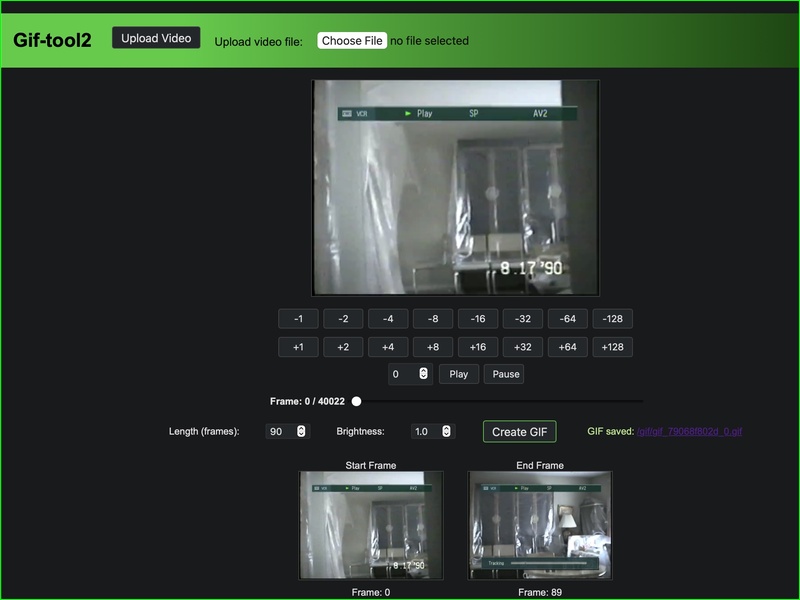 Gif-tool2 Upload Video Upload video file: Choose File no file selected
VCR ► Play SP AV2
8.17.'90
-1 -2 -4 -8 -16 -32 -64 -128
+1 +2 +4 +8 +16 +32 +64 +128
0 Play Pause
Frame: 0 / 40022
Length (frames): 90 Brightness: 1.0 Create GIF GIF saved: /gif/gif_79068f802d_0.gif
Start Frame End Frame
VCR ► Play SP AV2 VCR ► Play SP AV2
8.17.'90
Tracking
Frame: 0 Frame: 89